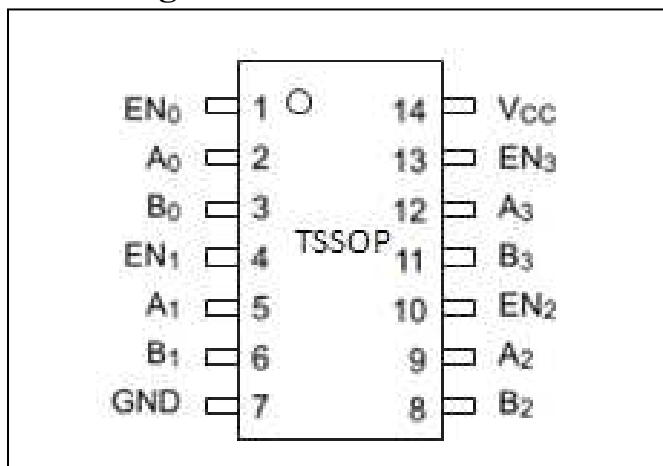 EN0 1 14 VCC
A0 2 13 EN3
B0 3 12 A3
EN1 4 TSSOP 11 B3
A1 5 10 EN2
B1 6 9 A2
GND 7 8 B2